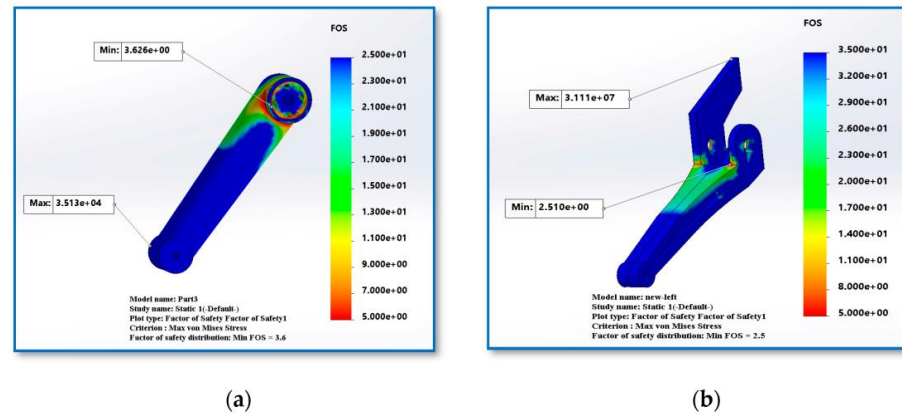 FOS
Min: 3.626e+00
2.500e+01
2.300e+01
2.100e+01
1.900e+01
1.700e+01
1.500e+01
1.300e+01
1.100e+01
9.000e+00
7.000e+00
5.000e+00
Max: 3.513e+04
Model name: Part3
Study name: Static 1(-Default-)
Plot type: Factor of Safety Factor of Safety1
Criterion : Max von Mises Stress
Factor of safety distribution: Min FOS = 3.6
(a)
FOS
Max: 3.111e+07
3.500e+01
3.200e+01
2.900e+01
2.600e+01
2.300e+01
2.000e+01
1.700e+01
1.400e+01
1.100e+01
8.000e+00
5.000e+00
Min: 2.510e+00
Model name: new-left
Study name: Static 1(-Default-)
Plot type: Factor of Safety Factor of Safety1
Criterion : Max von Mises Stress
Factor of safety distribution: Min FOS = 2.5
(b)